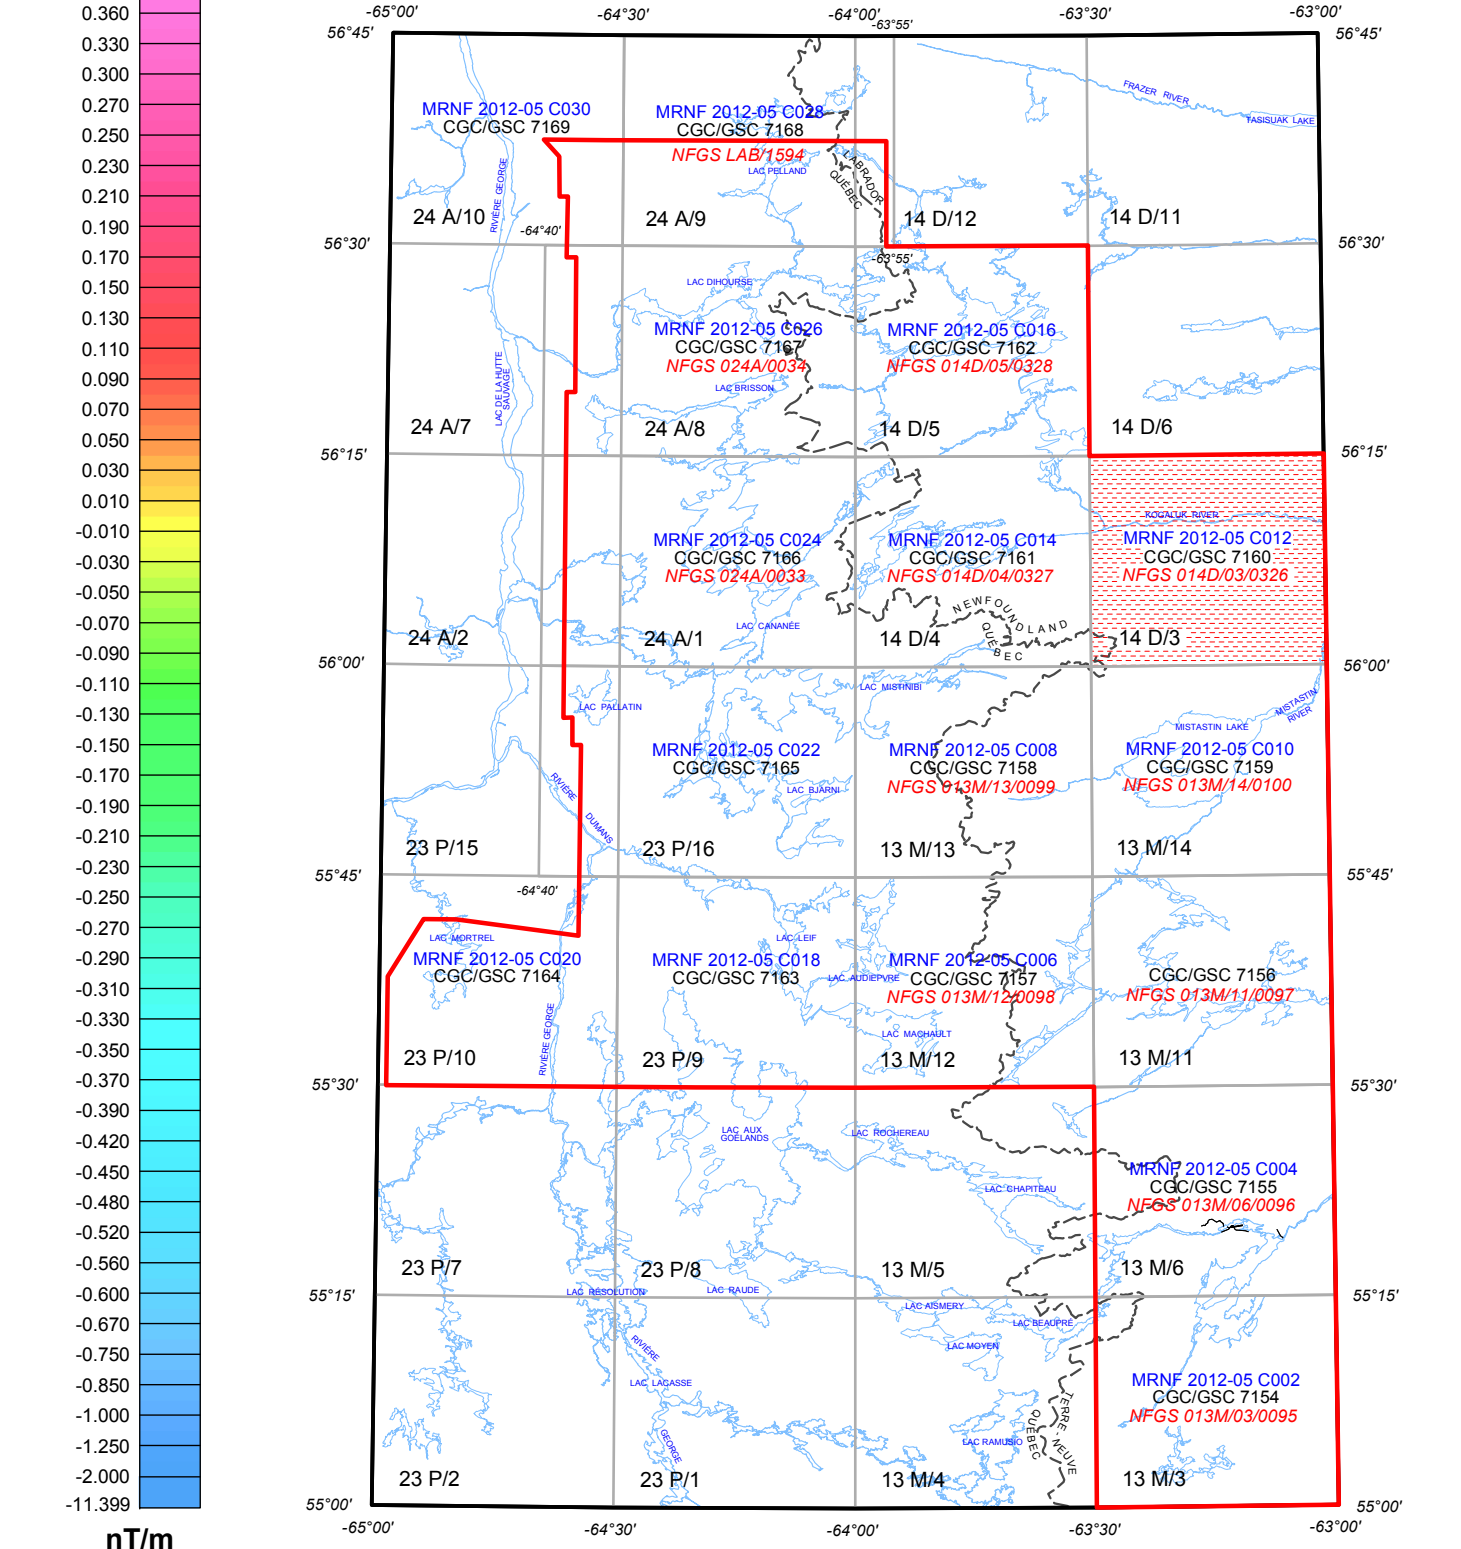 0.360
0.330
0.300
0.270
0.250
0.230
0.210
0.190
0.170
0.150
0.130
0.110
0.090
0.070
0.050
0.030
0.010
-0.010
-0.030
-0.050
-0.070
-0.090
-0.110
-0.130
-0.150
-0.170
-0.190
-0.210
-0.230
-0.250
-0.270
-0.290
-0.310
-0.330
-0.350
-0.370
-0.390
-0.420
-0.450
-0.480
-0.520
-0.560
-0.600
-0.670
-0.750
-0.850
-1.000
-1.250
-2.000
-11.399
nT/m
-65°00'
-64°30'
-64°00'
-63°55'
-63°30'
-63°00'
56°45'
56°45'
FRAZER RIVER
TASISUAK LAKE
MRNF 2012-05 C030
CGC/GSC 7169
MRNF 2012-05 C028
CGC/GSC 7168
NFGS LAB/1594
LAC PELLAND
LABRADOR
QUÉBEC
RIVIÈRE GEORGE
24 A/10
24 A/9
14 D/12
14 D/11
-64°40'
56°30'
56°30'
-63°55'
LAC DIHOURSE
MRNF 2012-05 C026
CGC/GSC 7167
NFGS 024A/0034
LAC BRISSON
MRNF 2012-05 C016
CGC/GSC 7162
NFGS 014D/05/0328
LAC DE LA HUTTE
SAUVAGE
24 A/7
24 A/8
14 D/5
14 D/6
56°15'
56°15'
KOGALUK RIVER
MRNF 2012-05 C024
CGC/GSC 7166
NFGS 024A/0033
MRNF 2012-05 C014
CGC/GSC 7161
NFGS 014D/04/0327
MRNF 2012-05 C012
CGC/GSC 7160
NFGS 014D/03/0326
LAC CANANÉE
NEWFOUNDLAND
QUÉBEC
24 A/2
24 A/1
14 D/4
14 D/3
56°00'
56°00'
LAC MISTINIBI
LAC PALLATIN
MISTASTIN LAKE
MISTASTIN
RIVER
MRNF 2012-05 C022
CGC/GSC 7165
MRNF 2012-05 C008
CGC/GSC 7158
NFGS 013M/13/0099
MRNF 2012-05 C010
CGC/GSC 7159
NFGS 013M/14/0100
LAC BJARNI
RIVIÈRE
DUMANS
23 P/15
23 P/16
13 M/13
13 M/14
55°45'
55°45'
-64°40'
LAC MORTREL
LAC LEIF
MRNF 2012-05 C020
CGC/GSC 7164
MRNF 2012-05 C018
CGC/GSC 7163
MRNF 2012-05 C006
LAC AUDIEPVRE
CGC/GSC 7157
NFGS 013M/12/0098
CGC/GSC 7156
NFGS 013M/11/0097
RIVIÈRE GEORGE
LAC MACHAULT
23 P/10
23 P/9
13 M/12
13 M/11
55°30'
55°30'
LAC AUX
GOÉLANDS
LAC ROCHEREAU
LAC CHAPITEAU
MRNF 2012-05 C004
CGC/GSC 7155
NFGS 013M/06/0096
23 P/7
23 P/8
13 M/5
13 M/6
LAC RÉSOLUTION
LAC RAUDE
55°15'
55°15'
LAC AISMERY
LAC BEAUPRÉ
LAC MOYEN
RIVIÈRE
LAC LACASSE
GEORGE
MRNF 2012-05 C002
CGC/GSC 7154
NFGS 013M/03/0095
TERRE-NEUVE
QUÉBEC
LAC RAMUSIO
23 P/2
23 P/1
13 M/4
13 M/3
55°00'
55°00'
-65°00'
-64°30'
-64°00'
-63°30'
-63°00'